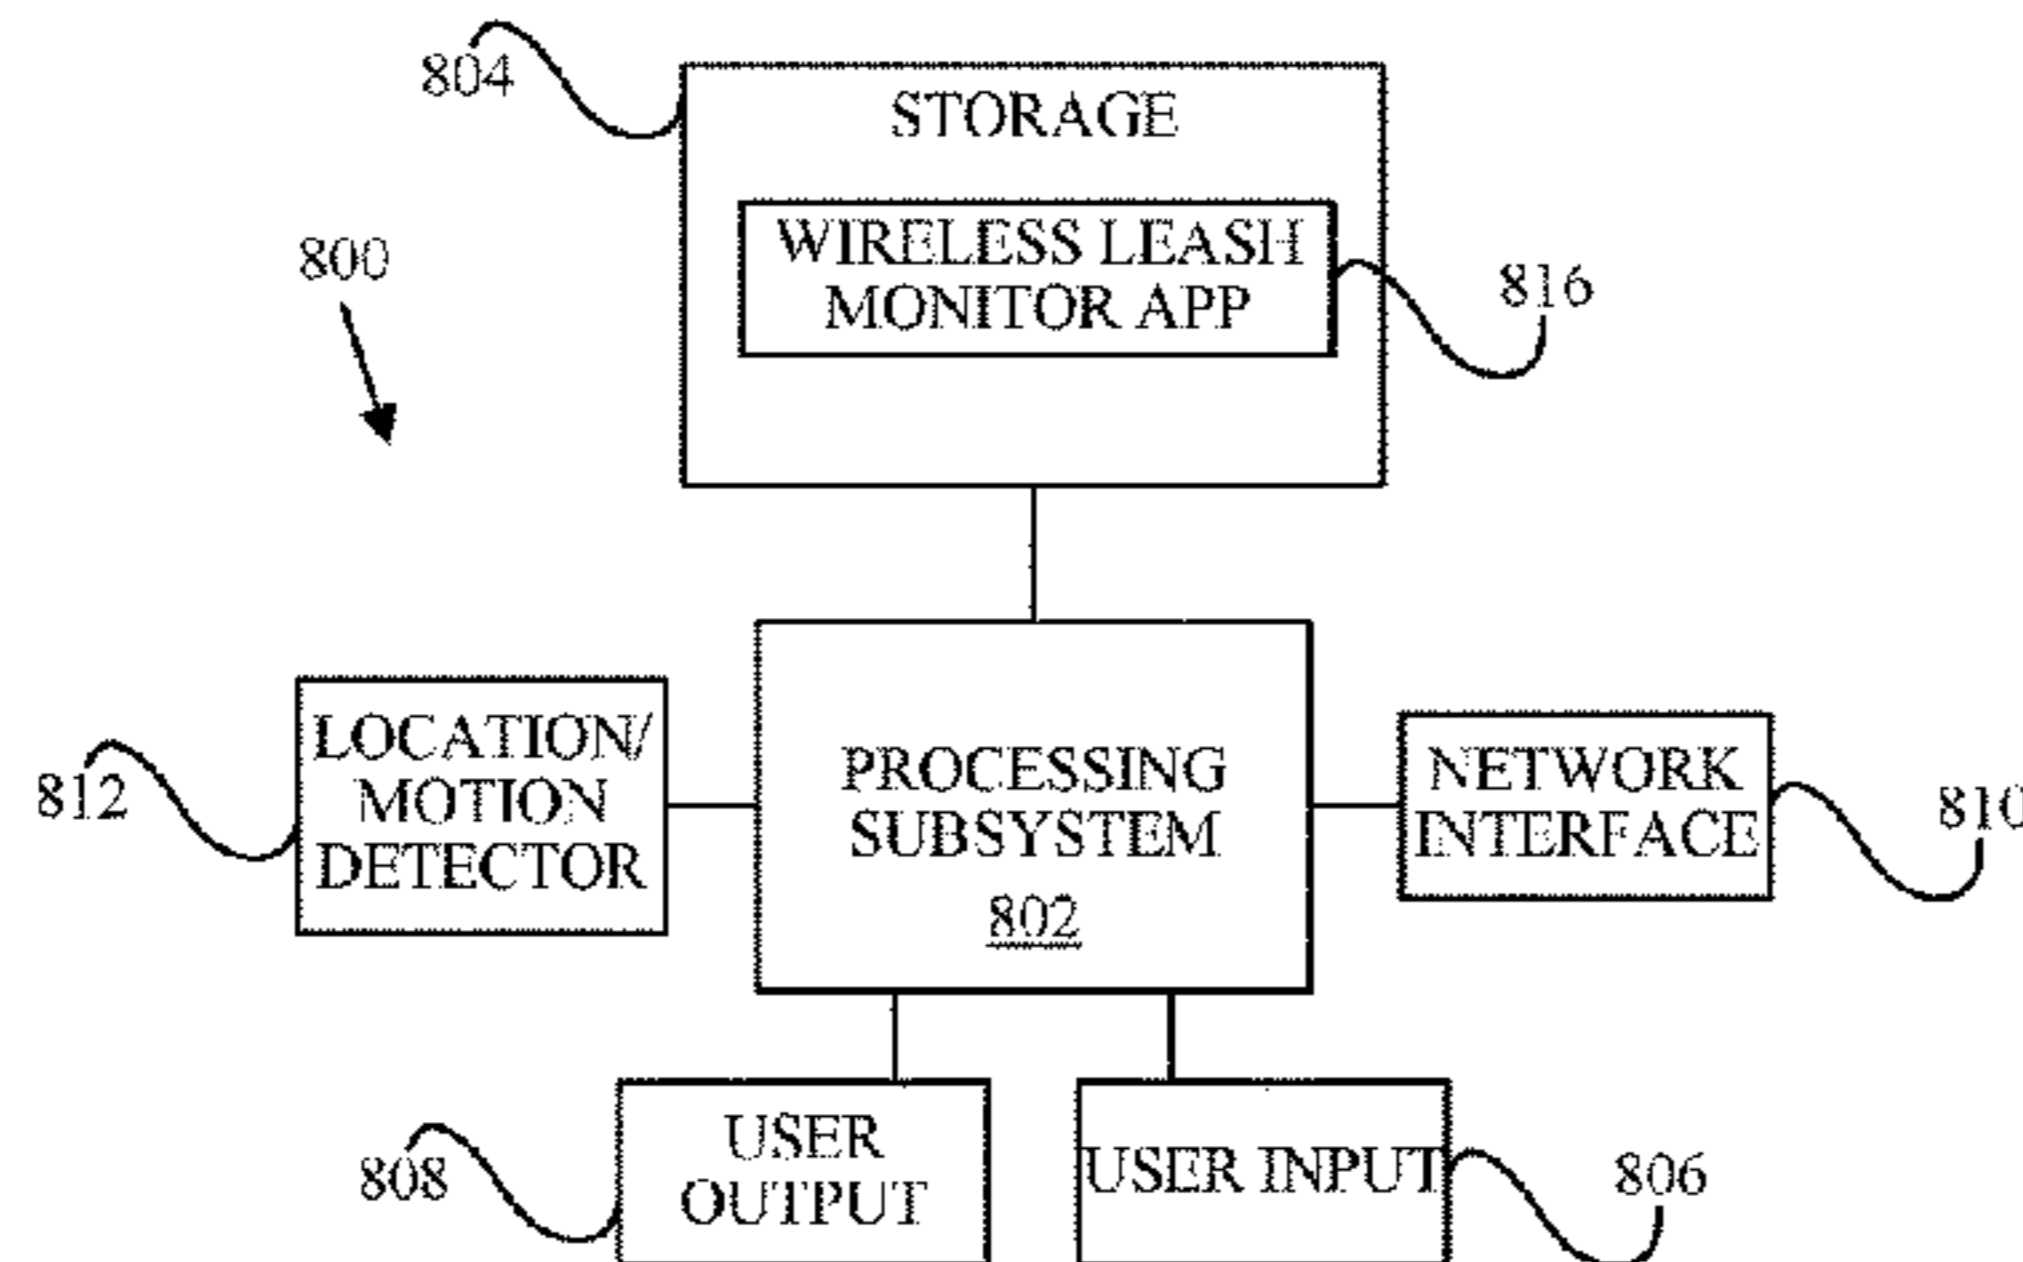 804
STORAGE
WIRELESS LEASH
MONITOR APP
800
816
LOCATION/
MOTION
DETECTOR
812
PROCESSING
SUBSYSTEM
802
NETWORK
INTERFACE
810
USER
OUTPUT
808
USER INPUT
806